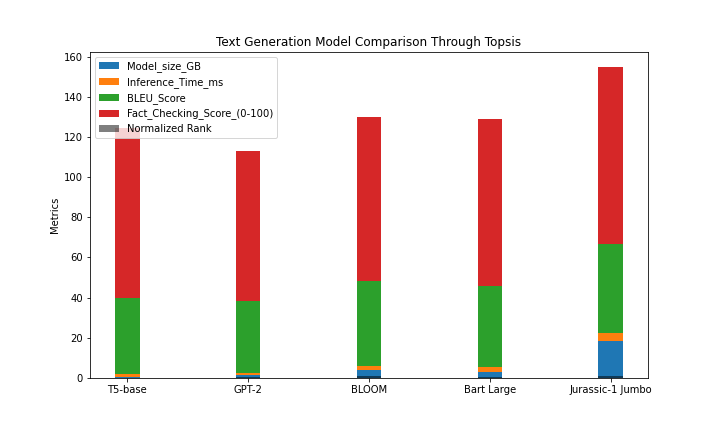 Text Generation Model Comparison Through Topsis
Model_size_GB
Inference_Time_ms
BLEU_Score
Fact_Checking_Score_(0-100)
Normalized Rank
160
140
120
100
80
60
40
20
0
Metrics
T5-base GPT-2 BLOOM Bart Large Jurassic-1 Jumbo